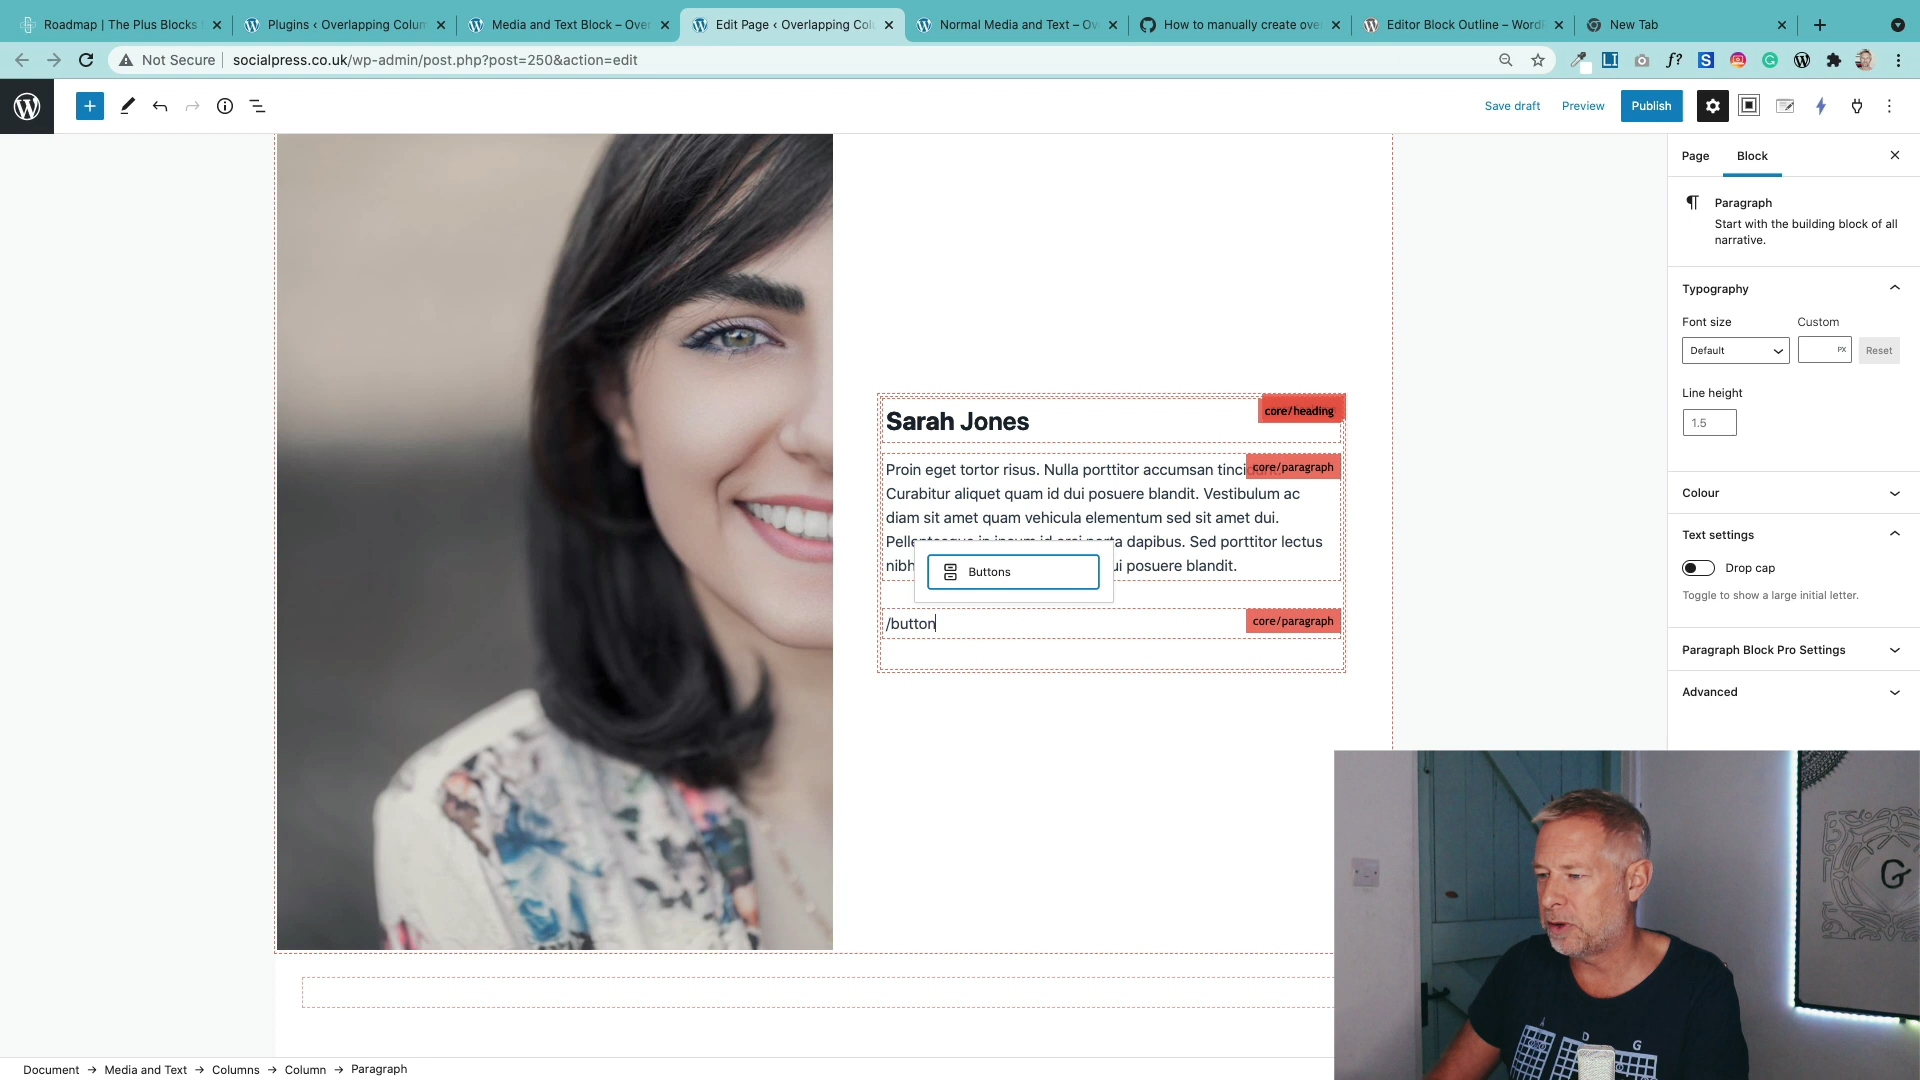 Roadmap | The Plus Blocks
Plugins ‹ Overlapping Colum
Media and Text Block – Over
Edit Page ‹ Overlapping Colu
Normal Media and Text – Ov
How to manually create over
Editor Block Outline – WordP
New Tab
Not Secure
socialpress.co.uk/wp-admin/post.php?post=250&action=edit
Save draft
Preview
Publish
Page
Block
Paragraph
Start with the building block of all
narrative.
Typography
Font size
Custom
Default
PX
Reset
Line height
1.5
Colour
Text settings
Drop cap
Toggle to show a large initial letter.
Paragraph Block Pro Settings
Advanced
Sarah Jones
core/heading
Proin eget tortor risus. Nulla porttitor accumsan tinci
core/paragraph
Curabitur aliquet quam id dui posuere blandit. Vestibulum ac
diam sit amet quam vehicula elementum sed sit amet dui.
dapibus. Sed porttitor lectus
nibh
posuere blandit.
Buttons
/button
core/paragraph
A D G
G
Document → Media and Text → Columns → Column → Paragraph